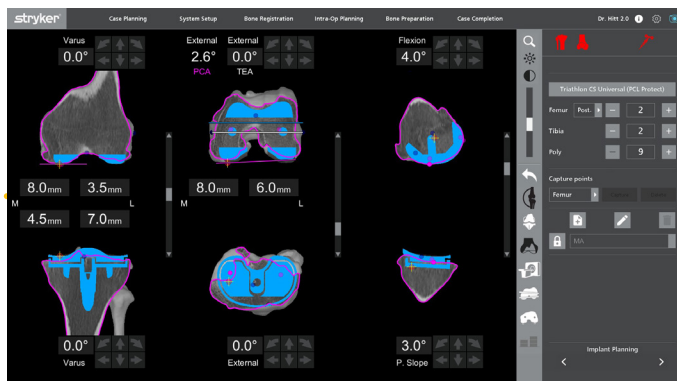 stryker
Case Planning
System Setup
Bone Registration
Intra-Op Planning
Bone Preparation
Case Completion
Dr. Hitt 2.0
Varus
0.0°
External External
2.6° 0.0°
PCA TEA
Flexion
4.0°
Triathlon CS Universal (PCL Protect)
Femur Post. 2
Tibia 2
Poly 9
Capture points
Femur
MA
8.0mm 3.5mm
M L
4.5mm 7.0mm
8.0mm 6.0mm
M L
0.0°
Varus
0.0°
External
3.0°
P. Slope
Implant Planning